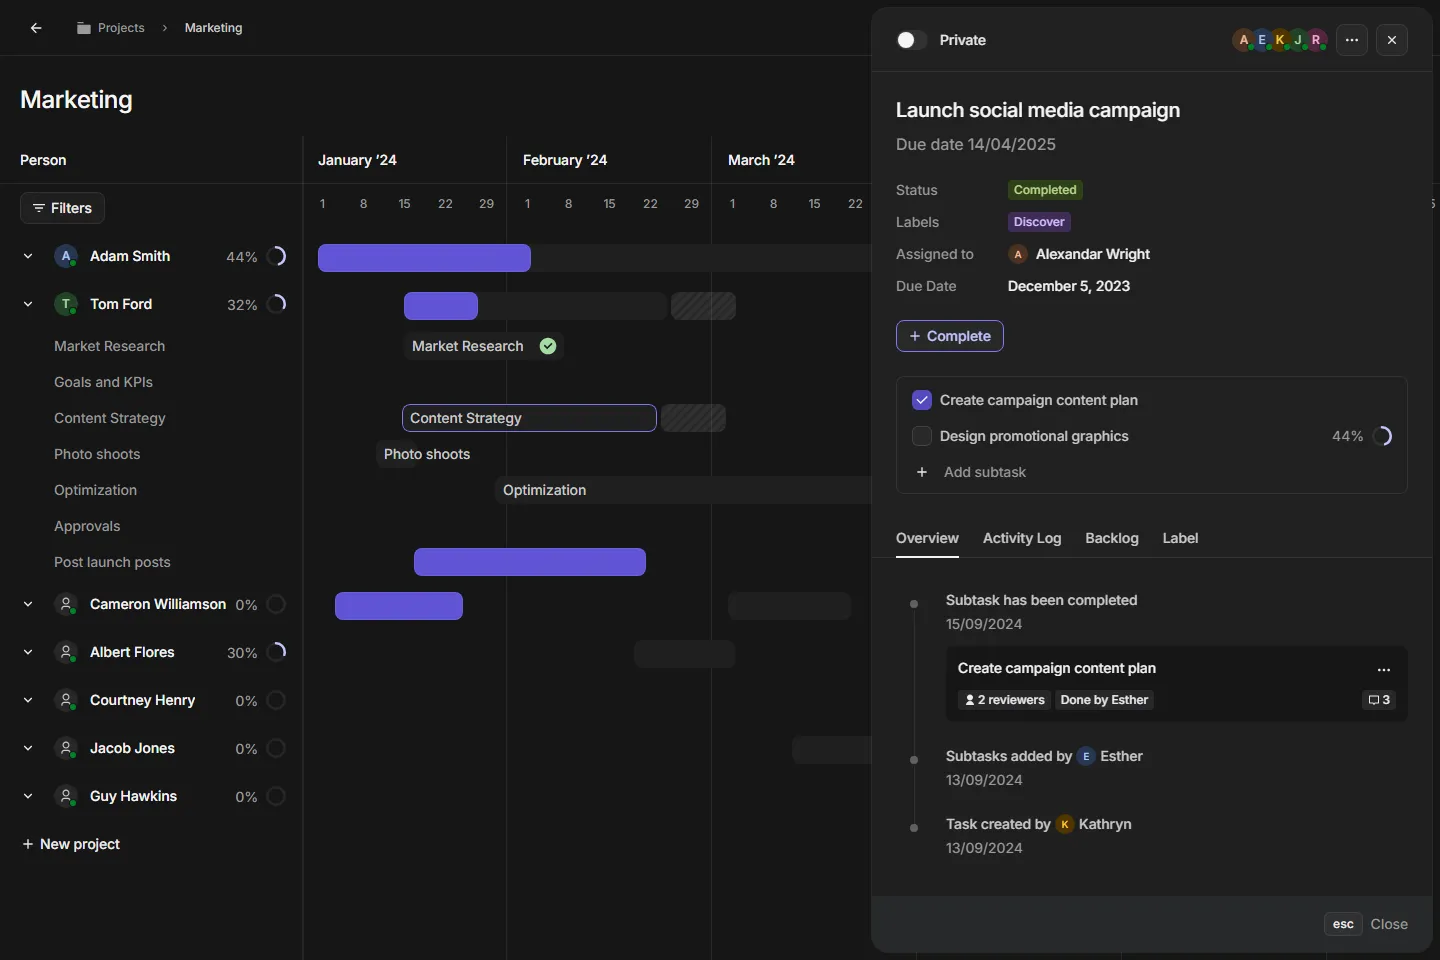 Projects
Marketing
Marketing
Person
January ’24
February ’24
March ’24
Filters
1 8 15 22 29 1 8 15 22 29 1 8 15 22
Adam Smith 44%
Tom Ford 32%
Market Research
Market Research
Goals and KPIs
Content Strategy
Content Strategy
Photo shoots
Photo shoots
Optimization
Optimization
Approvals
Post launch posts
Cameron Williamson 0%
Albert Flores 30%
Courtney Henry 0%
Jacob Jones 0%
Guy Hawkins 0%
New project
A
T
Private
A E K J R
Launch social media campaign
Due date 14/04/2025
Status Completed
Labels Discover
Assigned to A Alexandar Wright
Due Date December 5, 2023
Complete
Create campaign content plan
Design promotional graphics 44%
Add subtask
Overview Activity Log Backlog Label
Subtask has been completed
15/09/2024
Create campaign content plan
2 reviewers Done by Esther 3
Subtasks added by E Esther
13/09/2024
Task created by K Kathryn
13/09/2024
esc Close